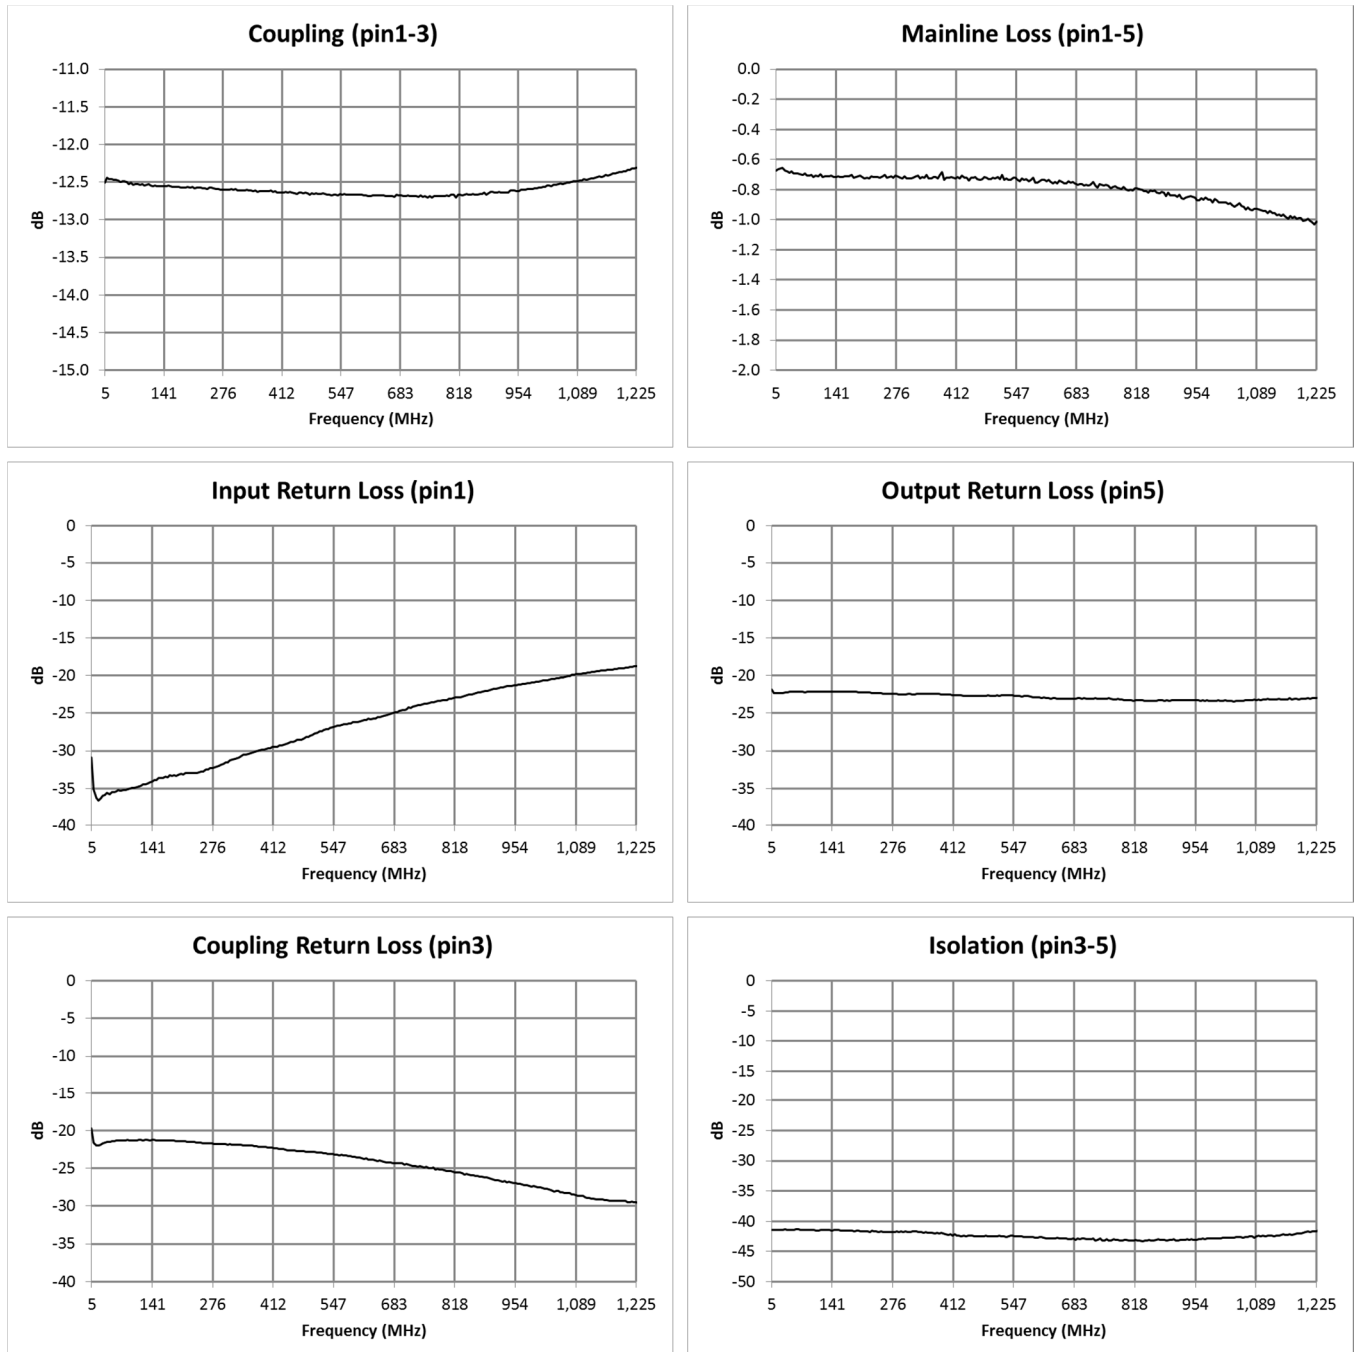 Coupling (pin1-3)
-11.0
-11.5
-12.0
-12.5
-13.0
-13.5
-14.0
-14.5
-15.0
dB
5 141 276 412 547 683 818 954 1,089 1,225
Frequency (MHz)
Mainline Loss (pin1-5)
0.0
-0.2
-0.4
-0.6
-0.8
-1.0
-1.2
-1.4
-1.6
-1.8
-2.0
dB
5 141 276 412 547 683 818 954 1,089 1,225
Frequency (MHz)
Input Return Loss (pin1)
0
-5
-10
-15
-20
-25
-30
-35
-40
dB
5 141 276 412 547 683 818 954 1,089 1,225
Frequency (MHz)
Output Return Loss (pin5)
0
-5
-10
-15
-20
-25
-30
-35
-40
dB
5 141 276 412 547 683 818 954 1,089 1,225
Frequency (MHz)
Coupling Return Loss (pin3)
0
-5
-10
-15
-20
-25
-30
-35
-40
dB
5 141 276 412 547 683 818 954 1,089 1,225
Frequency (MHz)
Isolation (pin3-5)
0
-5
-10
-15
-20
-25
-30
-35
-40
-45
-50
dB
5 141 276 412 547 683 818 954 1,089 1,225
Frequency (MHz)